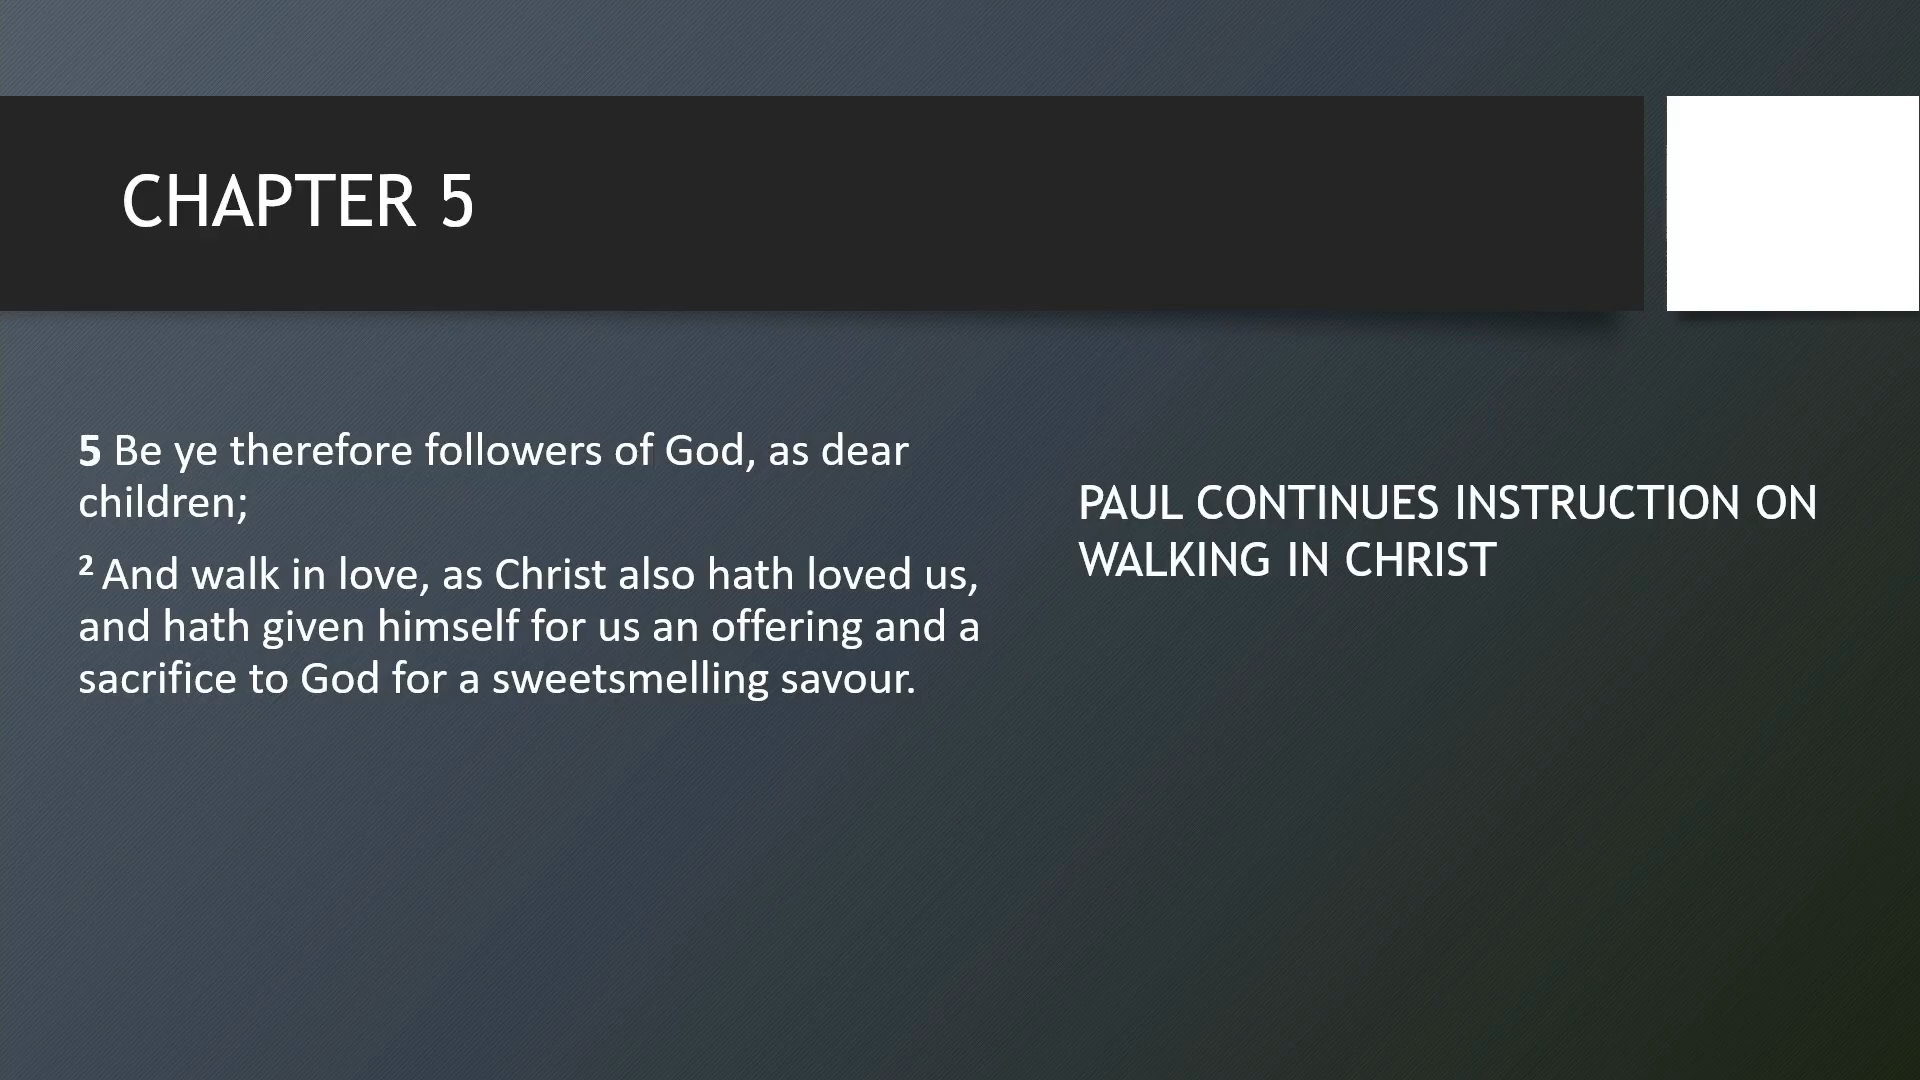 CHAPTER 5
5 Be ye therefore followers of God, as dear
children;
2 And walk in love, as Christ also hath loved us,
and hath given himself for us an offering and a
sacrifice to God for a sweetsmelling savour.
PAUL CONTINUES INSTRUCTION ON
WALKING IN CHRIST